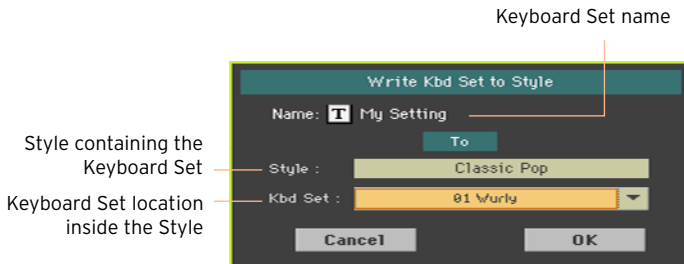 Keyboard Set name
Write Kbd Set to Style
Name: T My Setting
To
Style containing the
Keyboard Set
Style :
Classic Pop
Keyboard Set location
inside the Style
Kbd Set :
01 Wurly
Cancel
OK